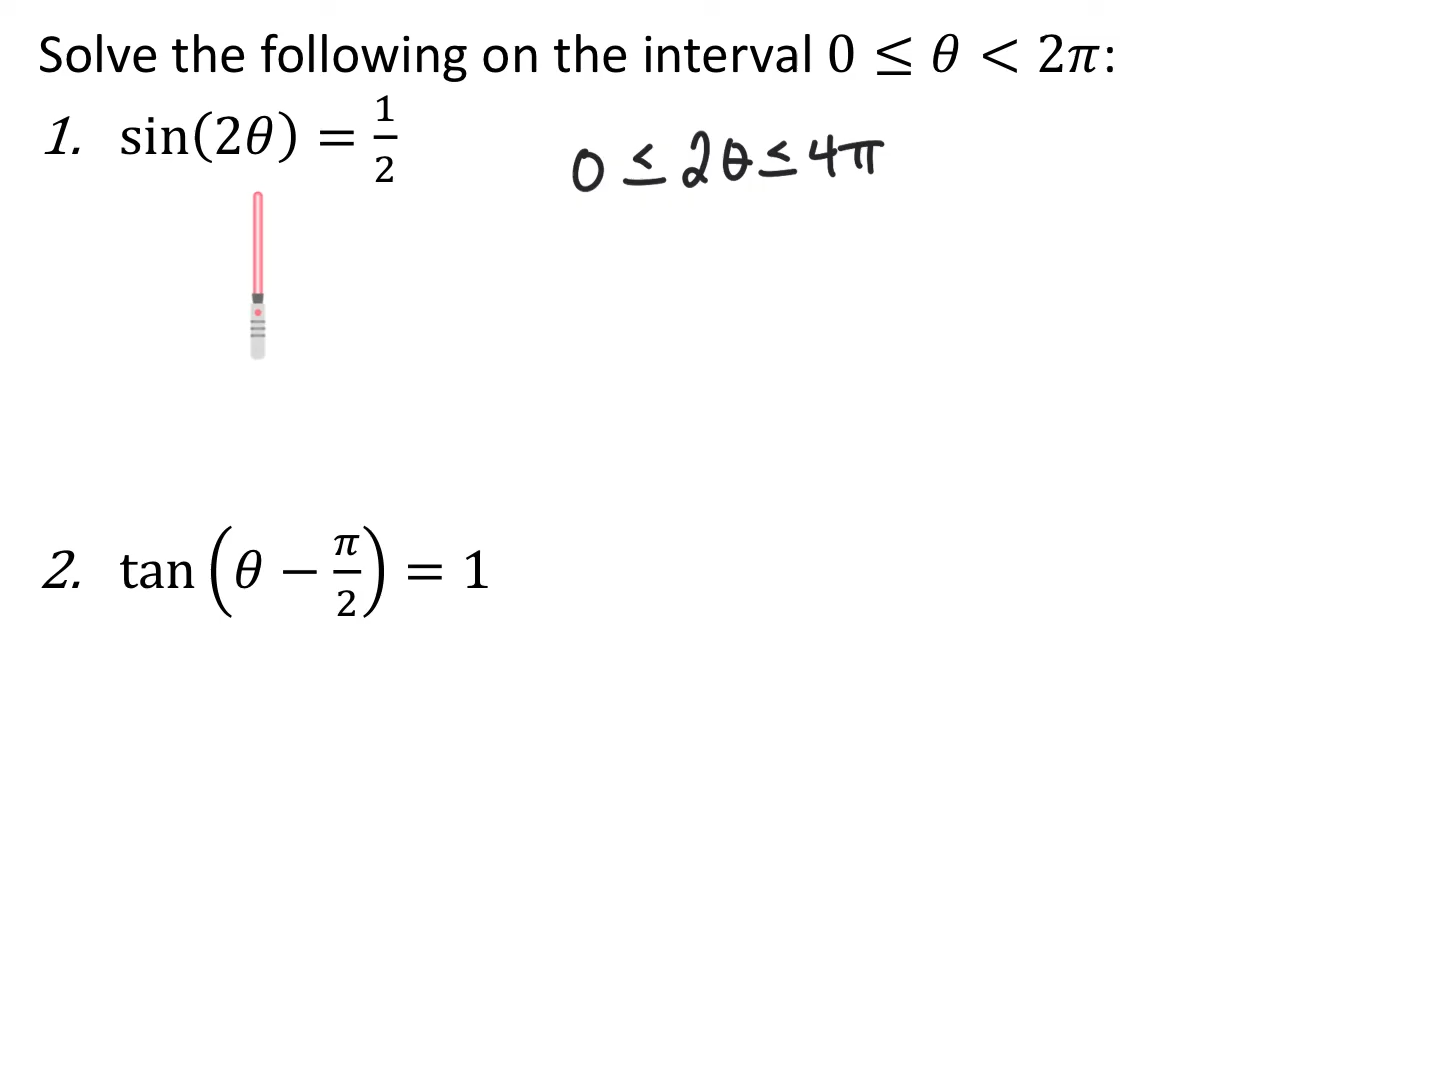 Solve the following on the interval 0 ≤ θ < 2π:
1. sin(2θ) = 1/2
0 ≤ 2θ ≤ 4π
2. tan(θ − π/2) = 1